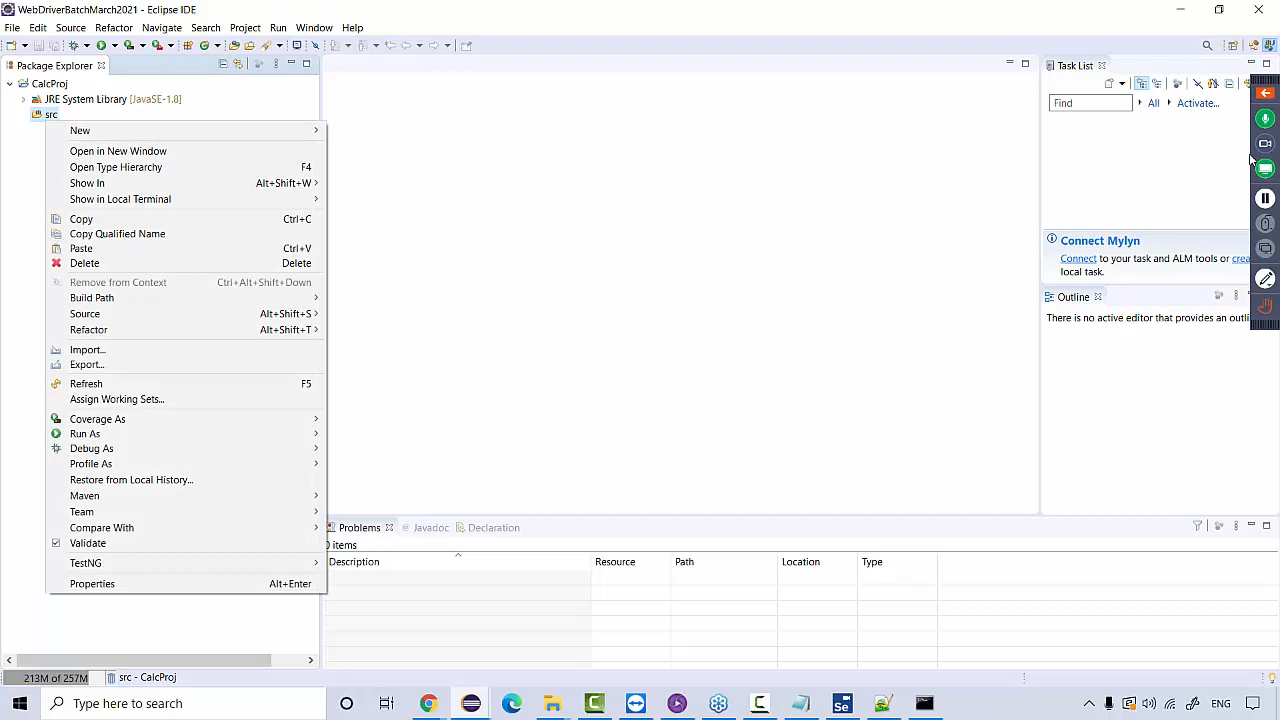 WebDriverBatchMarch2021 - Eclipse IDE
File Edit Source Refactor Navigate Search Project Run Window Help
Package Explorer
CalcProj
JRE System Library [JavaSE-1.8]
src
New
Open in New Window
Open Type Hierarchy F4
Show In Alt+Shift+W
Show in Local Terminal
Copy Ctrl+C
Copy Qualified Name
Paste Ctrl+V
Delete Delete
Remove from Context Ctrl+Alt+Shift+Down
Build Path
Source Alt+Shift+S
Refactor Alt+Shift+T
Import...
Export...
Refresh F5
Assign Working Sets...
Coverage As
Run As
Debug As
Profile As
Restore from Local History...
Maven
Team
Compare With
Validate
TestNG
Properties Alt+Enter
Task List
Find All Activate...
Connect Mylyn
Connect to your task and ALM tools or crea
local task.
Outline
There is no active editor that provides an outli
Problems Javadoc Declaration
0 items
Description Resource Path Location Type
213M of 257M src - CalcProj
Type here to search
Se
ENG